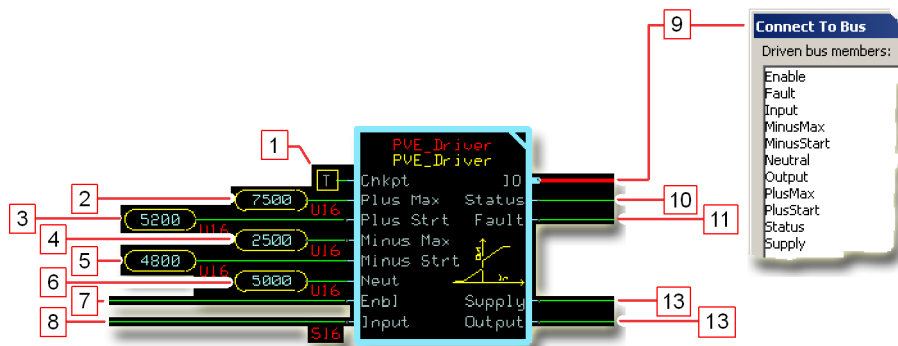 9
Connect To Bus
Driven bus members:
Enable
Fault
Input
MinusMax
MinusStart
Neutral
Output
PlusMax
PlusStart
Status
Supply
1
PVE_Driver
PVE_Driver
T
Chkpt
IO
2
7500
U16
Plus Max
Status
10
3
5200
U16
Plus Strt
Fault
11
4
2500
U16
Minus Max
5
4800
U16
Minus Strt
6
5000
U16
Neut
7
Enbl
Supply
13
8
S16
Input
Output
13